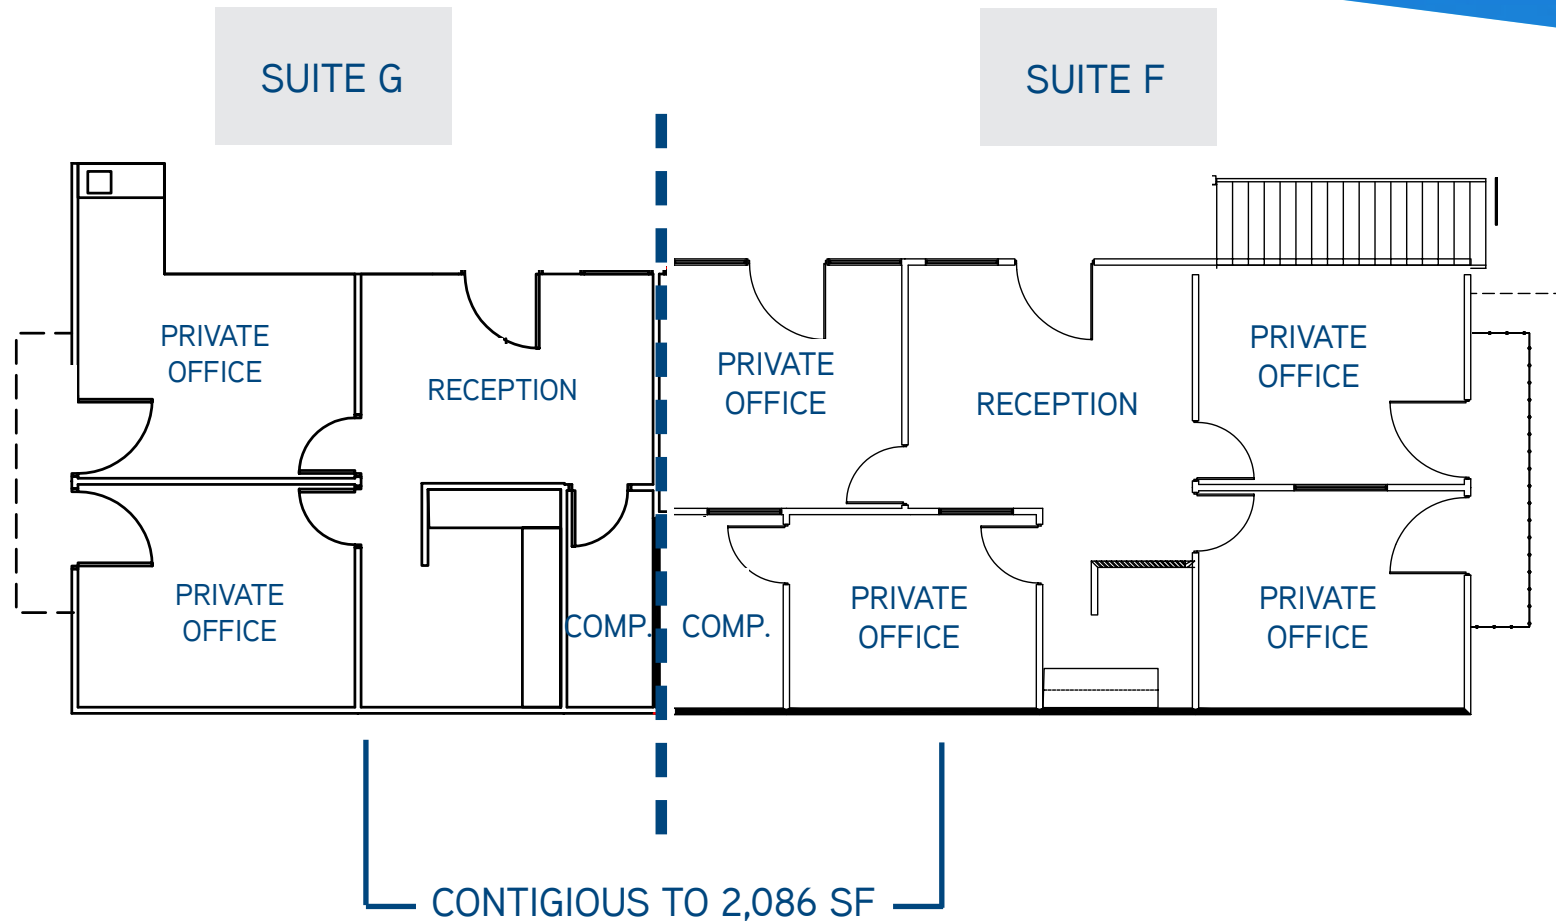 SUITE G
SUITE F
PRIVATE
OFFICE
RECEPTION
PRIVATE
OFFICE
RECEPTION
PRIVATE
OFFICE
PRIVATE
OFFICE
COMP.
COMP.
PRIVATE
OFFICE
PRIVATE
OFFICE
CONTIGIOUS TO 2,086 SF